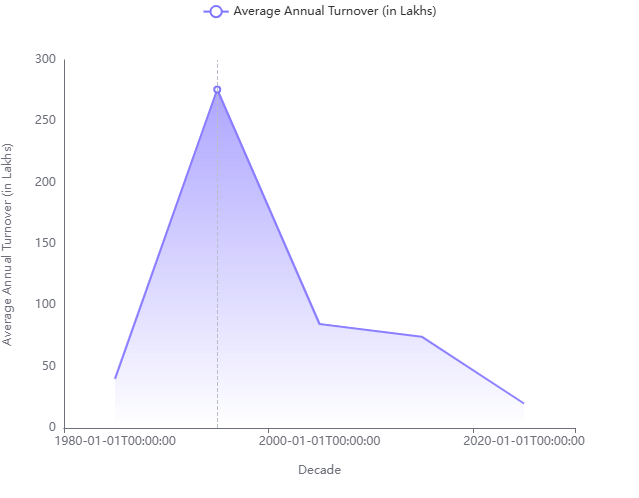 Average Annual Turnover (in Lakhs)
300
250
200
150
100
50
0
Average Annual Turnover (in Lakhs)
1980-01-01T00:00:00
2000-01-01T00:00:00
2020-01-01T00:00:00
Decade